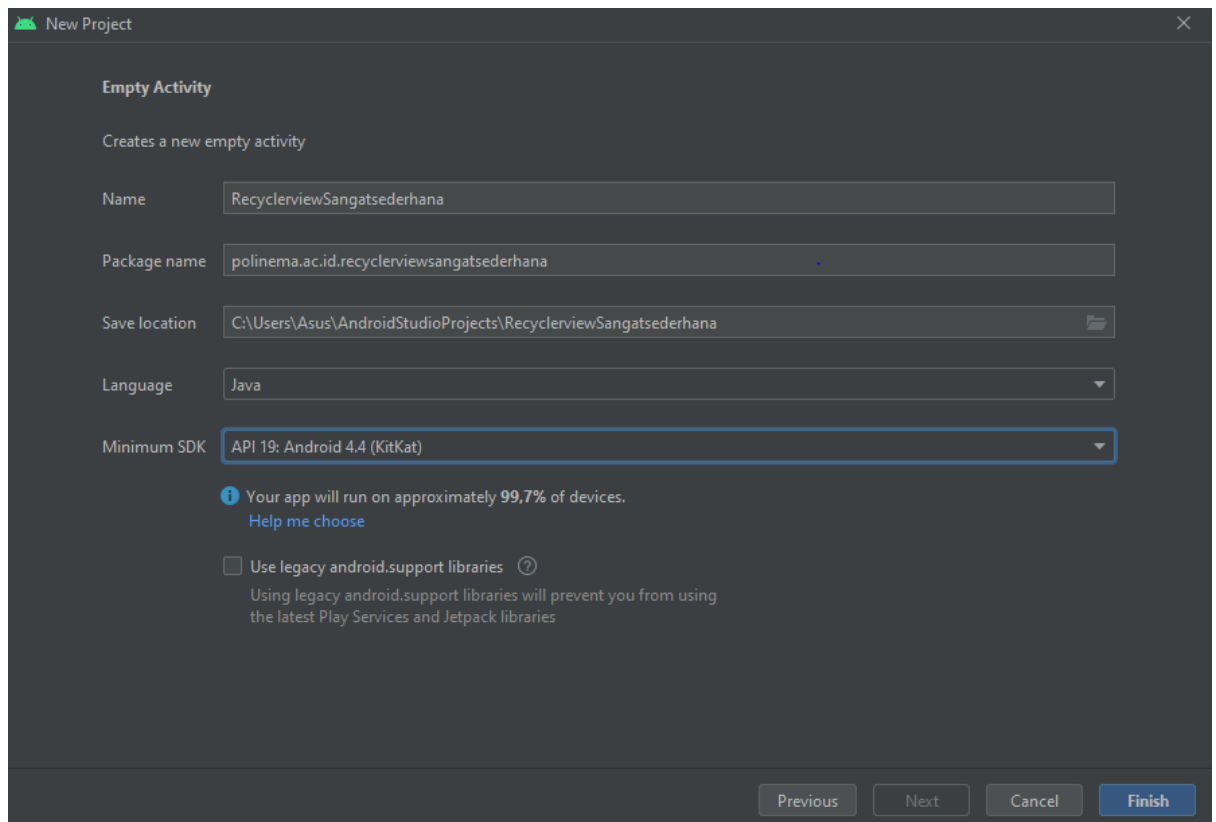 New Project
Empty Activity
Creates a new empty activity
Name RecyclerviewSangatsederhana
Package name polinema.ac.id.recyclerviewsangatsederhana
Save location C:\Users\Asus\AndroidStudioProjects\RecyclerviewSangatsederhana
Language Java
Minimum SDK API 19: Android 4.4 (KitKat)
Your app will run on approximately 99,7% of devices.
Help me choose
Use legacy android.support libraries
Using legacy android.support libraries will prevent you from using
the latest Play Services and Jetpack libraries
Previous Next Cancel Finish